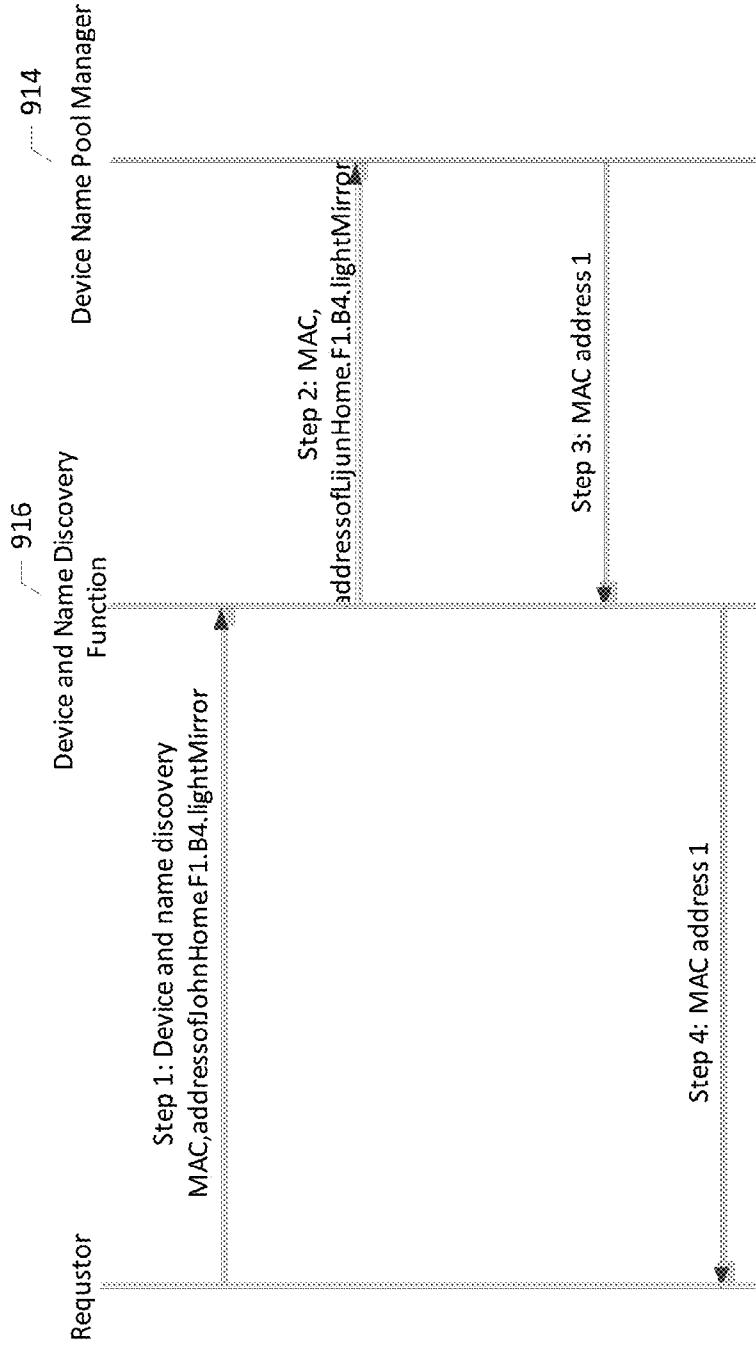 Requstor
916
Device and Name Discovery
Function
914
Device Name Pool Manager
Step 1: Device and name discovery
MAC,addressofJohnHome.F1.B4.lightMirror
Step 2: MAC,
addressofLijunHome.F1.B4.lightMirror
Step 3: MAC address 1
Step 4: MAC address 1